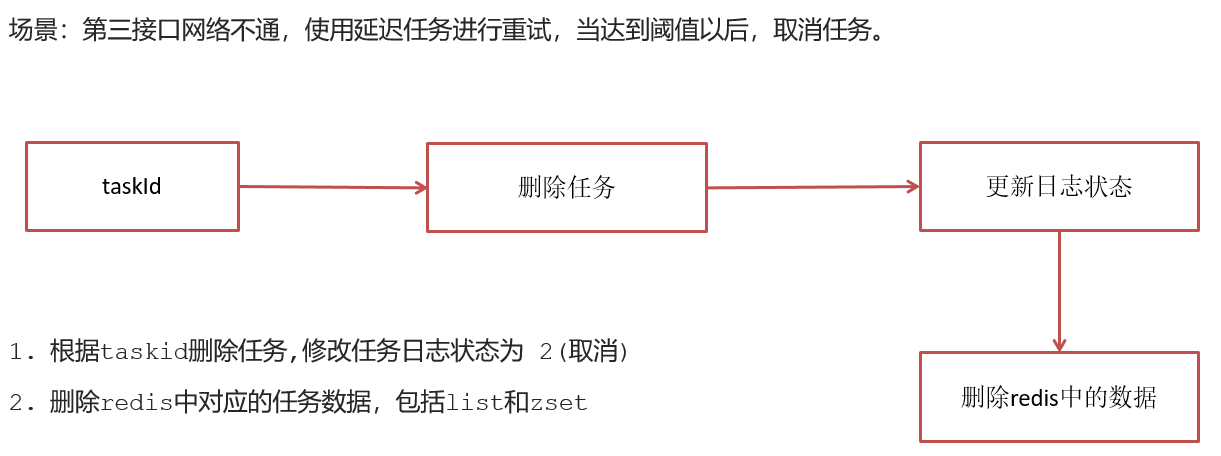 场景：第三接口网络不通，使用延迟任务进行重试，当达到阈值以后，取消任务。
taskId
删除任务
更新日志状态
1. 根据taskid删除任务,修改任务日志状态为 2(取消)
2. 删除redis中对应的任务数据，包括list和zset
删除redis中的数据